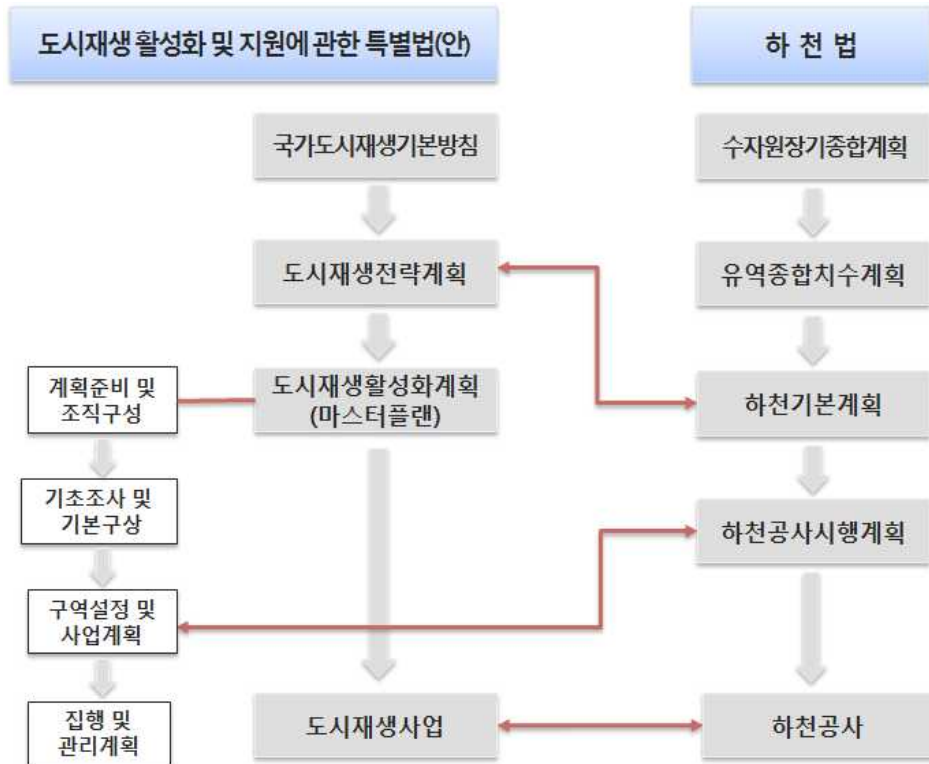 도시재생 활성화 및 지원에 관한 특별법(안)
하 천 법
국가도시재생기본방침
수자원장기종합계획
도시재생전략계획
유역종합치수계획
계획준비 및
조직구성
도시재생활성화계획
(마스터플랜)
하천기본계획
기초조사 및
기본구상
하천공사시행계획
구역설정 및
사업계획
집행 및
관리계획
도시재생사업
하천공사